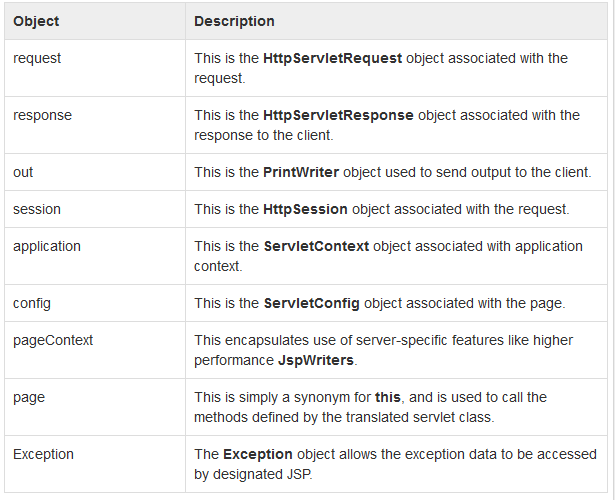 Object Description
request This is the HttpServletRequest object associated with the
request.
response This is the HttpServletResponse object associated with the
response to the client.
out This is the PrintWriter object used to send output to the client.
session This is the HttpSession object associated with the request.
application This is the ServletContext object associated with application
context.
config This is the ServletConfig object associated with the page.
pageContext This encapsulates use of server-specific features like higher
performance JspWriters.
page This is simply a synonym for this, and is used to call the
methods defined by the translated servlet class.
Exception The Exception object allows the exception data to be accessed
by designated JSP.